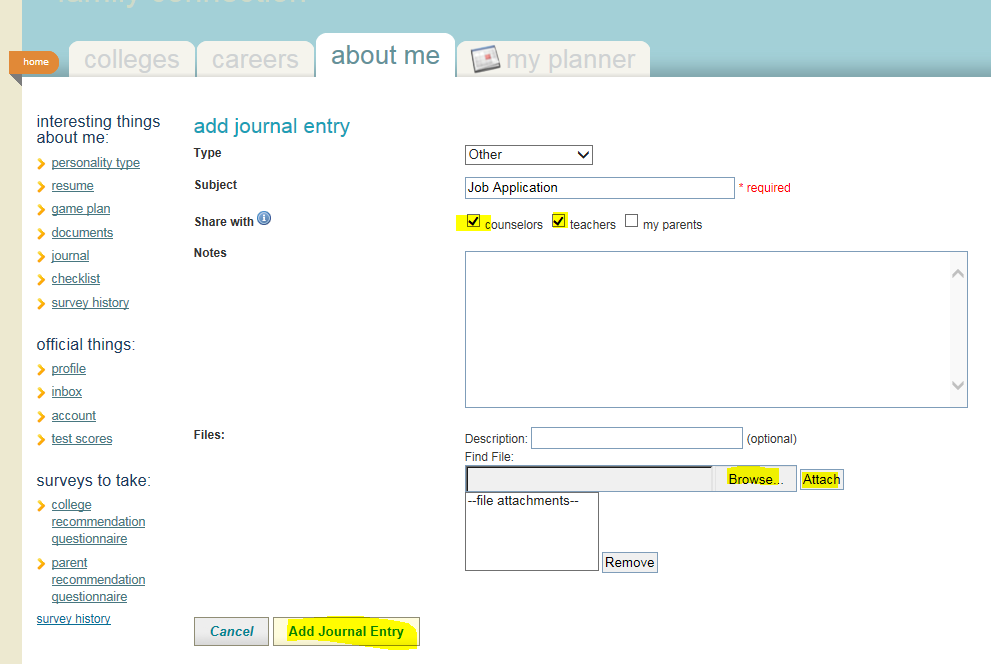 family connection
home
colleges
careers
about me
my planner
interesting things
about me:
personality type
resume
game plan
documents
journal
checklist
survey history
official things:
profile
inbox
account
test scores
surveys to take:
college
recommendation
questionnaire
parent
recommendation
questionnaire
survey history
add journal entry
Type
Other
Subject
Job Application
* required
Share with
counselors
teachers
my parents
Notes
Files:
Description:
(optional)
Find File:
Browse...
Attach
--file attachments--
Remove
Cancel
Add Journal Entry